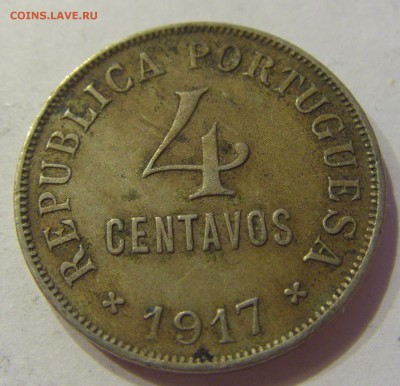 COINS.LAVE.RU
REPUBLICA PORTUGUESA
4
CENTAVOS
* 1917 *